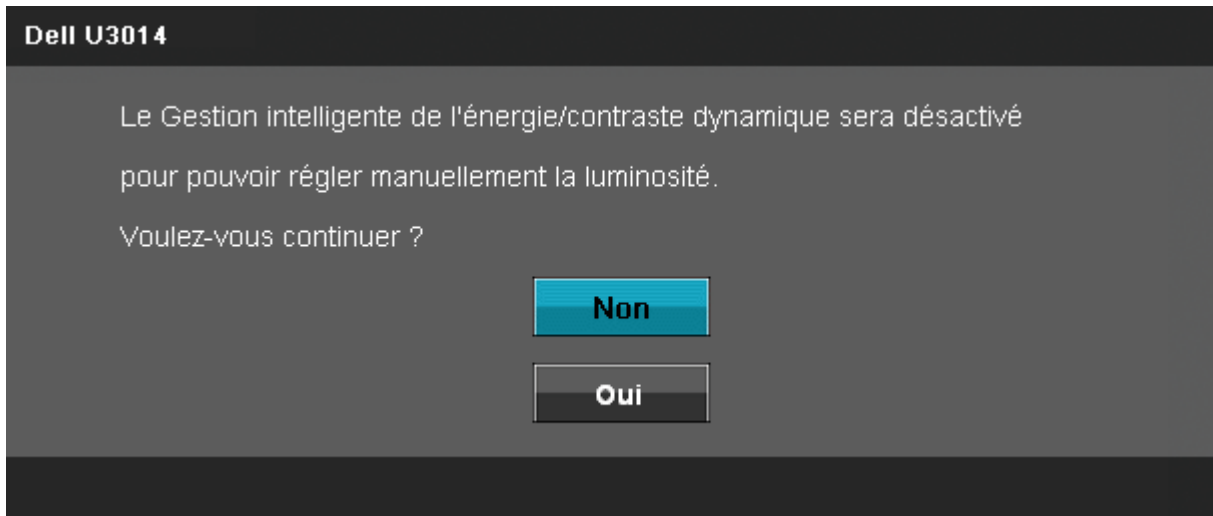 Dell U3014
Le Gestion intelligente de l'énergie/contraste dynamique sera désactivé
pour pouvoir régler manuellement la luminosité.
Voulez-vous continuer ?
Non
Oui